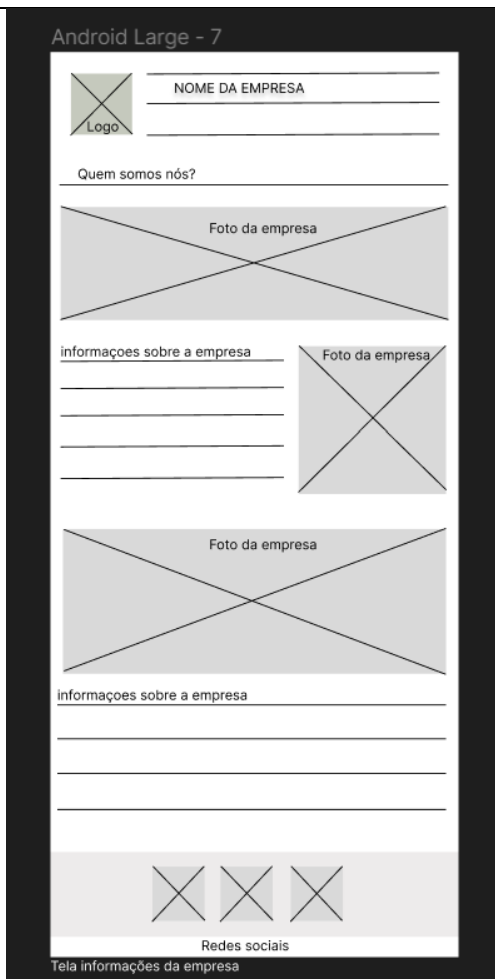 Android Large - 7
NOME DA EMPRESA
Logo
Quem somos nós?
Foto da empresa
informaçoes sobre a empresa
Foto da empresa
Foto da empresa
informaçoes sobre a empresa
Redes sociais
Tela informações da empresa